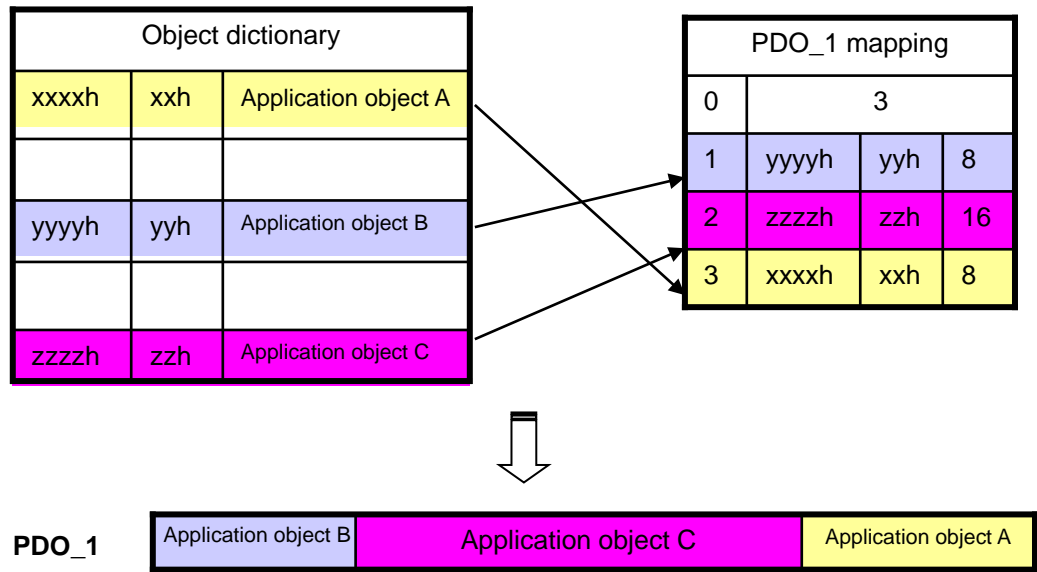 Object dictionary
xxxxh xxh Application object A
yyyyh yyh Application object B
zzzzh zzh Application object C
PDO_1 mapping
0 3
1 yyyyh yyh 8
2 zzzzh zzh 16
3 xxxxh xxh 8
PDO_1 Application object B Application object C Application object A